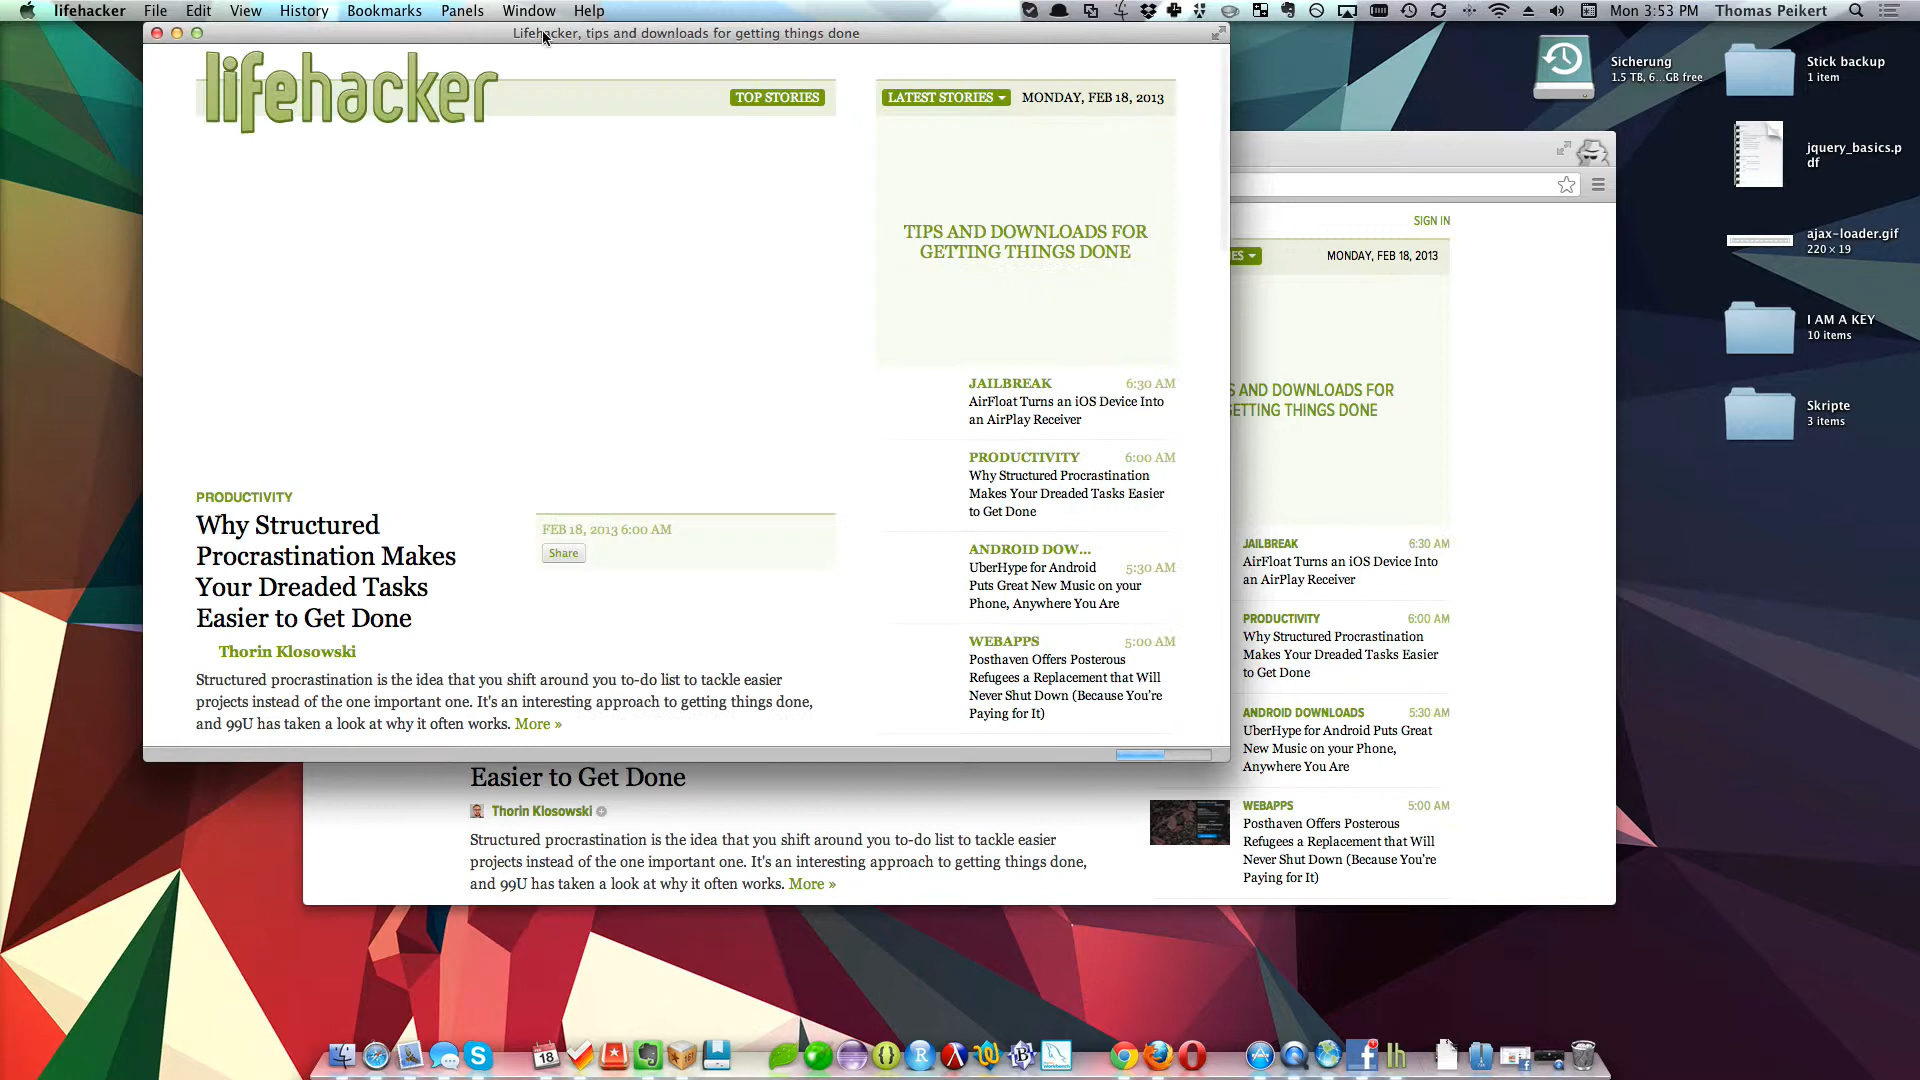 lifehacker File Edit View History Bookmarks Panels Window Help
Mon 3:53 PM Thomas Peikert
Lifehacker, tips and downloads for getting things done
lifehacker
TOP STORIES
LATEST STORIES MONDAY, FEB 18, 2013
TIPS AND DOWNLOADS FOR
GETTING THINGS DONE
JAILBREAK 6:30 AM
AirFloat Turns an iOS Device Into
an AirPlay Receiver
PRODUCTIVITY 6:00 AM
Why Structured Procrastination
Makes Your Dreaded Tasks Easier
to Get Done
ANDROID DOW...
UberHype for Android 5:30 AM
Puts Great New Music on your
Phone, Anywhere You Are
WEBAPPS 5:00 AM
Posthaven Offers Posterous
Refugees a Replacement that Will
Never Shut Down (Because You're
Paying for It)
PRODUCTIVITY
Why Structured
Procrastination Makes
Your Dreaded Tasks
Easier to Get Done
FEB 18, 2013 6:00 AM
Share
Thorin Klosowski
Structured procrastination is the idea that you shift around you to-do list to tackle easier
projects instead of the one important one. It's an interesting approach to getting things done,
and 99U has taken a look at why it often works. More »
SIGN IN
ES MONDAY, FEB 18, 2013
S AND DOWNLOADS FOR
GETTING THINGS DONE
JAILBREAK 6:30 AM
AirFloat Turns an iOS Device Into
an AirPlay Receiver
PRODUCTIVITY 6:00 AM
Why Structured Procrastination
Makes Your Dreaded Tasks Easier
to Get Done
ANDROID DOWNLOADS 5:30 AM
UberHype for Android Puts Great
New Music on your Phone,
Anywhere You Are
WEBAPPS 5:00 AM
Posthaven Offers Posterous
Refugees a Replacement that Will
Never Shut Down (Because You're
Paying for It)
Easier to Get Done
Thorin Klosowski
Structured procrastination is the idea that you shift around you to-do list to tackle easier
projects instead of the one important one. It's an interesting approach to getting things done,
and 99U has taken a look at why it often works. More »
Sicherung
1.5 TB, 6...GB free
Stick backup
1 item
jquery_basics.p
df
ajax-loader.gif
220 × 19
I AM A KEY
10 items
Skripte
3 items
18
lh